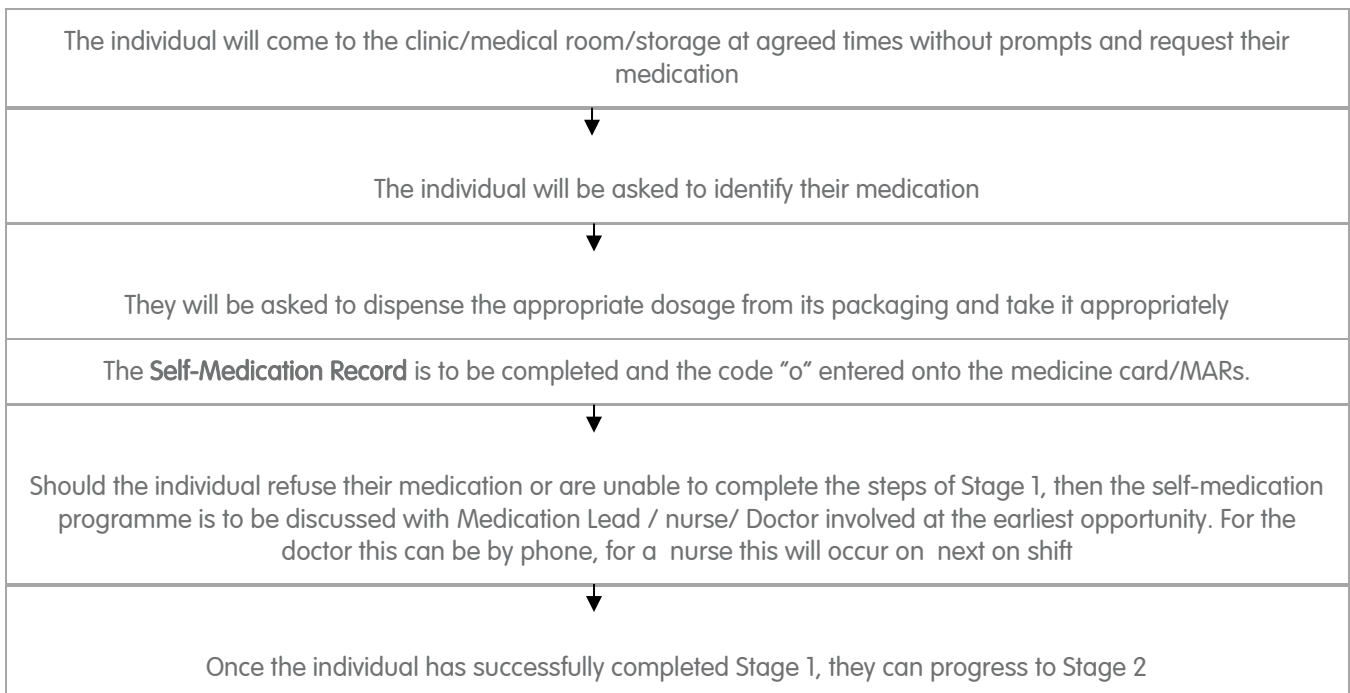 The individual will come to the clinic/medical room/storage at agreed times without prompts and request their
medication
The individual will be asked to identify their medication
They will be asked to dispense the appropriate dosage from its packaging and take it appropriately
The Self-Medication Record is to be completed and the code "o" entered onto the medicine card/MARs.
Should the individual refuse their medication or are unable to complete the steps of Stage 1, then the self-medication
programme is to be discussed with Medication Lead / nurse/ Doctor involved at the earliest opportunity. For the
doctor this can be by phone, for a nurse this will occur on next on shift
Once the individual has successfully completed Stage 1, they can progress to Stage 2